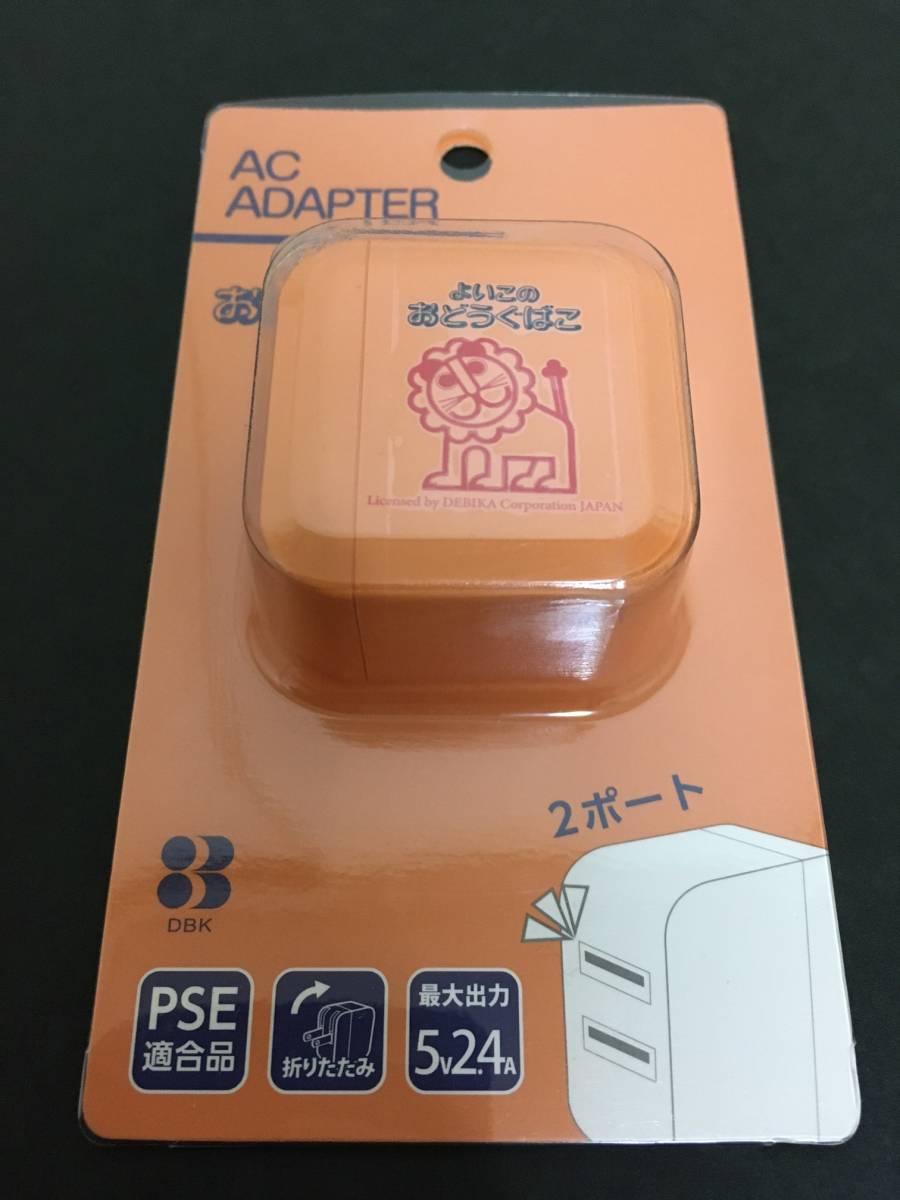 AC
ADAPTER
お
よいこの
おどうぐばこ
Licensed by DEBIKA Corporation JAPAN
2ポート
DBK
PSE
適合品
折りたたみ
最大出力
5V2.4A